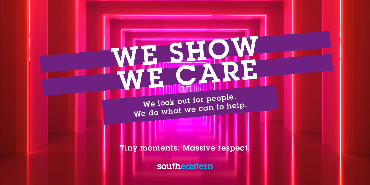 WE SHOW
WE CARE
We look out for people.
We do what we can to help.
Tiny moments. Massive respect.
southeastern